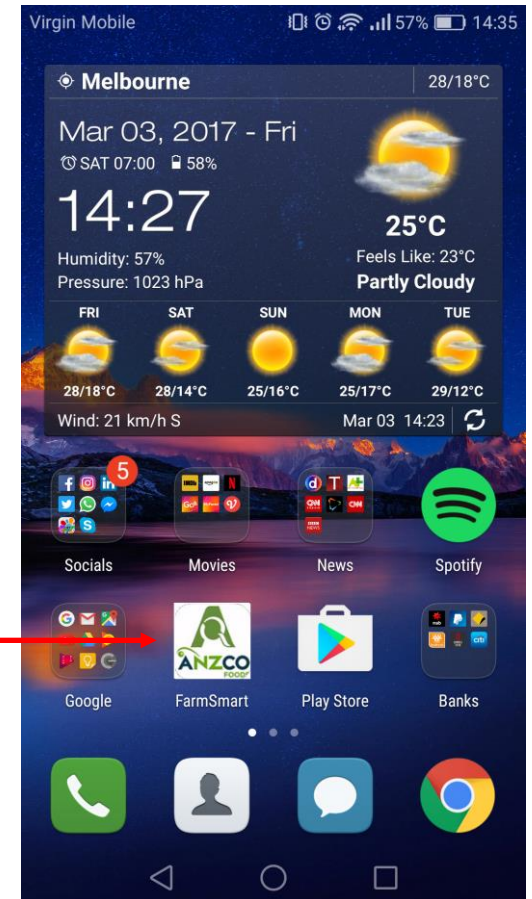 Virgin Mobile 57% 14:35
Melbourne 28/18°C
Mar 03, 2017 - Fri
SAT 07:00 58%
14:27
25°C
Humidity: 57% Feels Like: 23°C
Pressure: 1023 hPa Partly Cloudy
FRI SAT SUN MON TUE
28/18°C 28/14°C 25/16°C 25/17°C 29/12°C
Wind: 21 km/h S Mar 03 14:23
5
Socials Movies News Spotify
ANZCO
FOODS
Google FarmSmart Play Store Banks